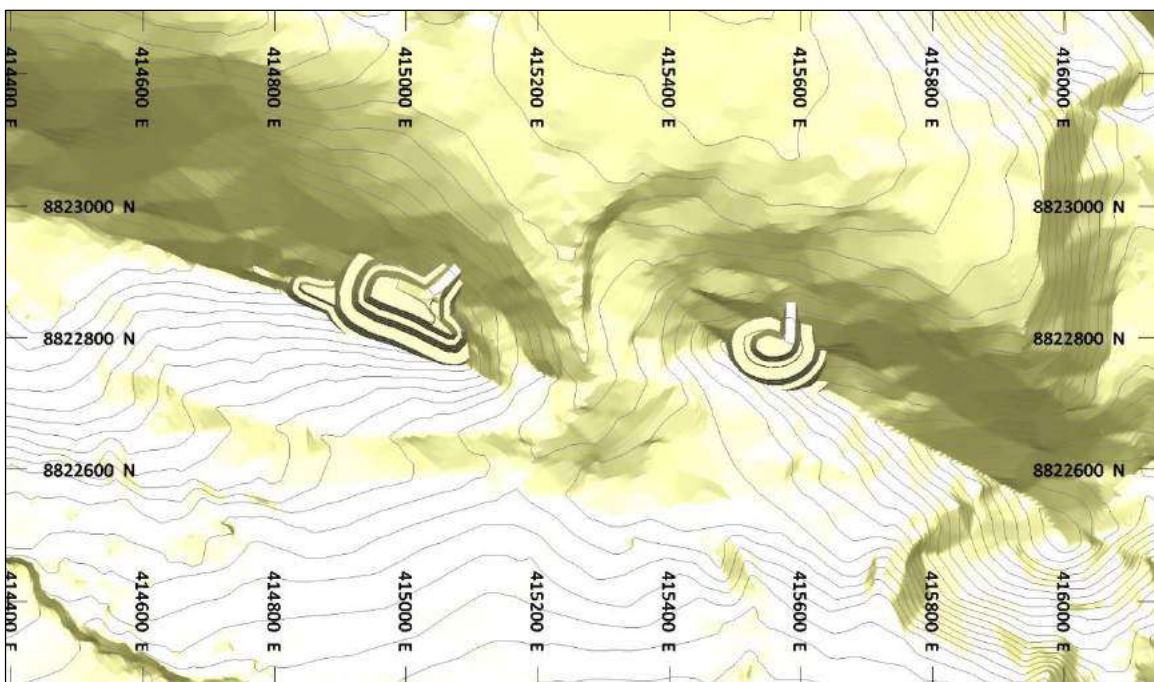 414400 E
414600 E
414800 E
415000 E
415200 E
415400 E
415600 E
415800 E
416000 E
8823000 N
8823000 N
8822800 N
8822800 N
8822600 N
8822600 N
414400 E
414600 E
414800 E
415000 E
415200 E
415400 E
415600 E
415800 E
416000 E